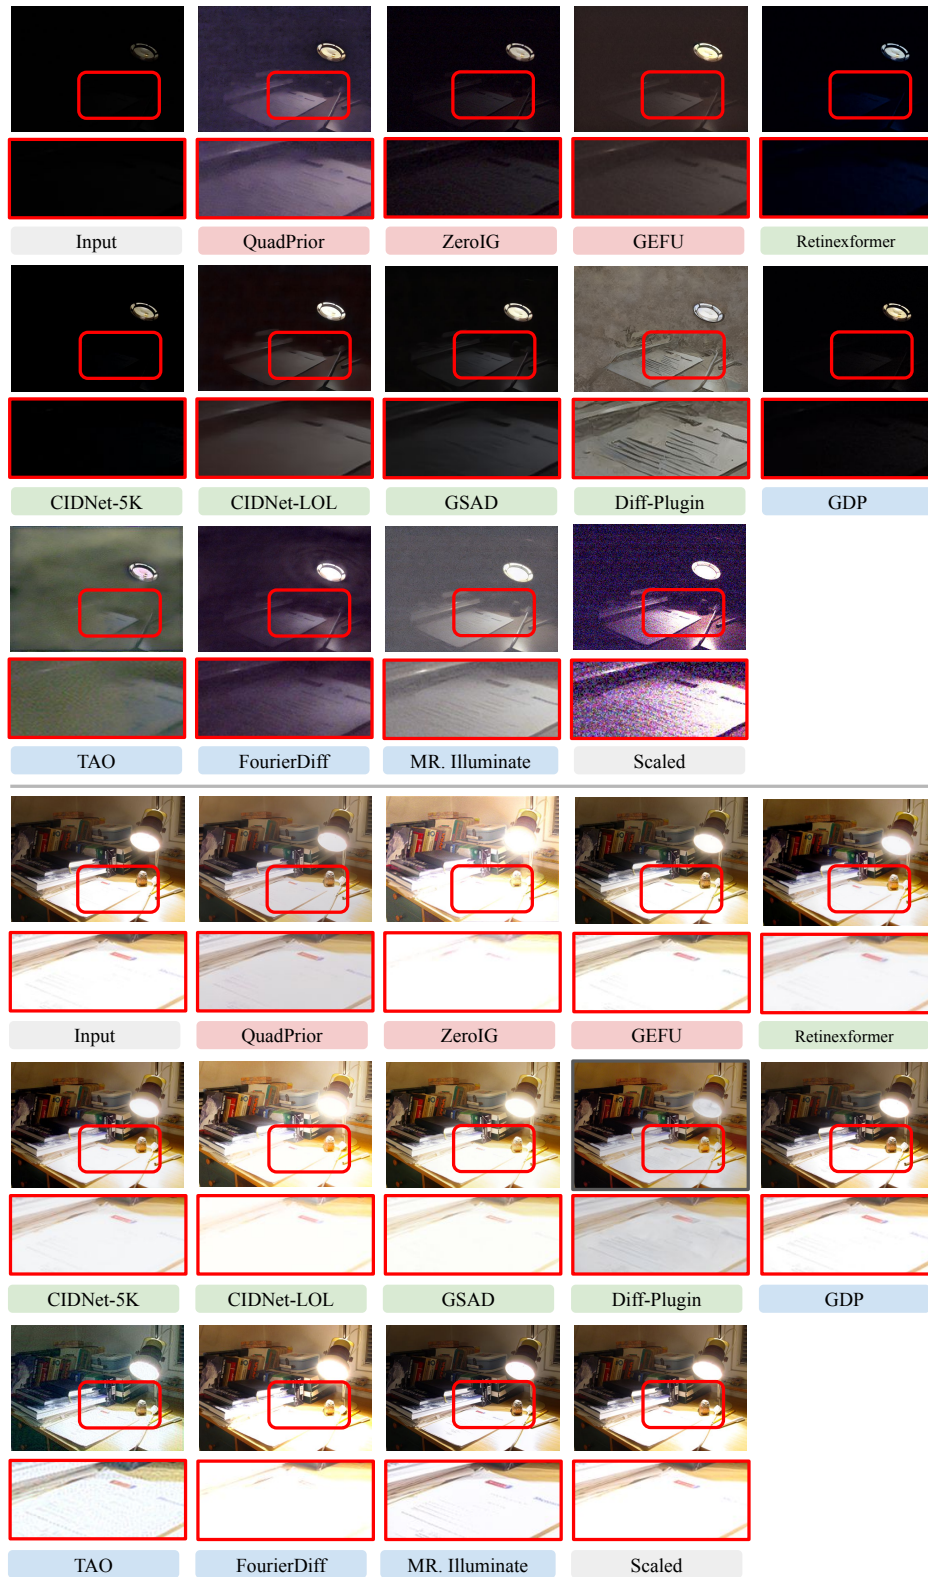 Input QuadPrior ZeroIG GEFU Retinexformer
CIDNet-5K CIDNet-LOL GSAD Diff-Plugin GDP
TAO FourierDiff MR. Illuminate Scaled
Input QuadPrior ZeroIG GEFU Retinexformer
CIDNet-5K CIDNet-LOL GSAD Diff-Plugin GDP
TAO FourierDiff MR. Illuminate Scaled